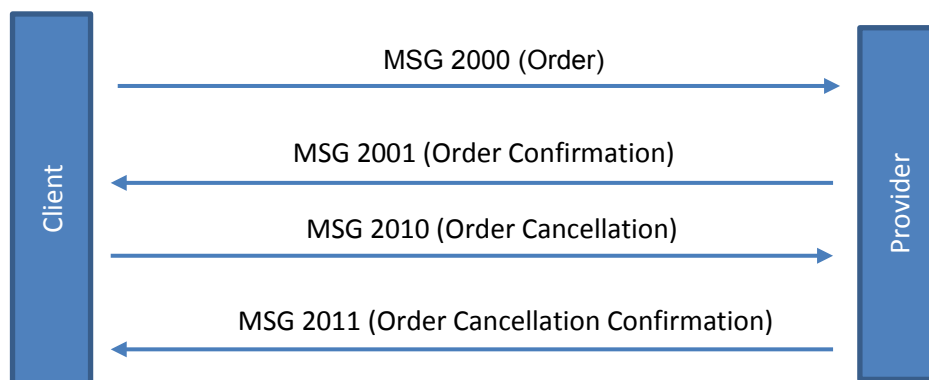 MSG 2000 (Order)
MSG 2001 (Order Confirmation)
Client
Provider
MSG 2010 (Order Cancellation)
MSG 2011 (Order Cancellation Confirmation)